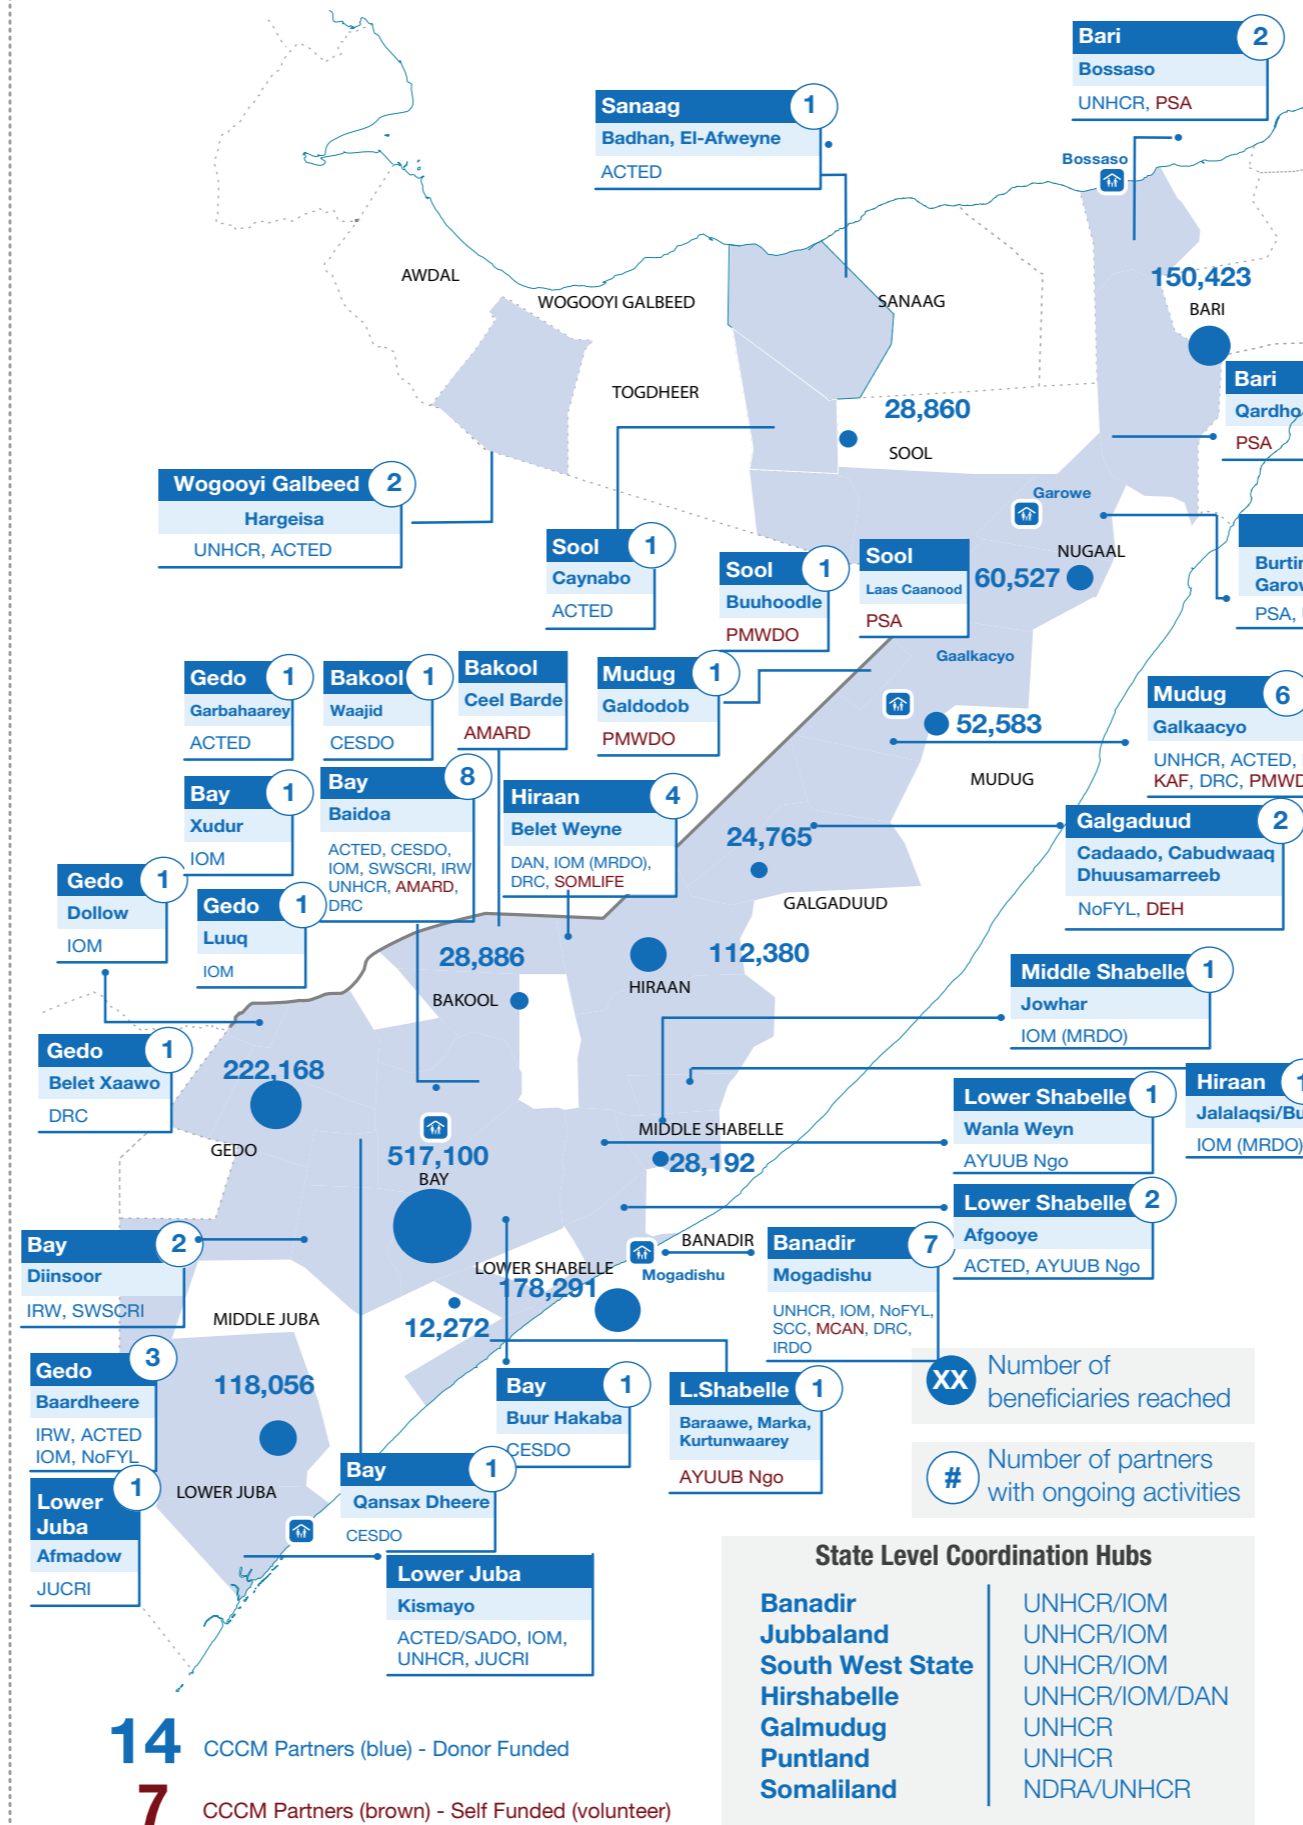 Bari
2
Bossaso
UNHCR, PSA
Sanaag
1
Badhan, El-Afweyne
ACTED
Bossaso
AWDAL
WOGOOYI GALBEED
SANAAG
150,423
BARI
TOGDHEER
28,860
SOOL
Bari
Qardho
PSA
Wogooyi Galbeed
2
Hargeisa
UNHCR, ACTED
Garowe
NUGAAL
60,527
Sool
1
Caynabo
ACTED
Sool
1
Buuhoodle
PMWDO
Sool
Laas Caanood
PSA
PSA,
Gaalkacyo
Gedo
1
Garbahaarey
ACTED
Bakool
1
Waajid
CESDO
Bakool
Ceel Barde
AMARD
Mudug
1
Galdodob
PMWDO
52,583
MUDUG
Mudug
6
Galkaacyo
UNHCR, ACTED,
KAF, DRC,
Bay
1
Xudur
IOM
Bay
8
Baidoa
ACTED, CESDO,
IOM, SWSCRI, IRW
UNHCR, AMARD,
DRC
Hiraan
4
Belet Weyne
DAN, IOM (MRDO),
DRC, SOMLIFE
24,765
GALGADUUD
Galgaduud
2
Cadaado, Cabudwaaq
Dhuusamarreeb
NoFYL, DEH
Gedo
1
Dollow
IOM
Gedo
1
Luuq
IOM
28,886
BAKOOL
112,380
HIRAAN
Middle Shabelle
1
Jowhar
IOM (MRDO)
Gedo
1
Belet Xaawo
DRC
222,168
GEDO
517,100
BAY
MIDDLE SHABELLE
28,192
Lower Shabelle
1
Wanla Weyn
AYUUB Ngo
Hiraan
1
IOM (MRDO)
Lower Shabelle
2
Afgooye
ACTED, AYUUB Ngo
Bay
2
Diinsoor
IRW, SWSCRI
LOWER SHABELLE
178,291
BANADIR
Mogadishu
Banadir
7
Mogadishu
UNHCR, IOM, NoFYL,
SCC, MCAN, DRC,
IRDO
MIDDLE JUBA
12,272
Gedo
3
Baardheere
IRW, ACTED
IOM, NoFYL
118,056
LOWER JUBA
Bay
1
Buur Hakaba
CESDO
L.Shabelle
1
Baraawe, Marka,
Kurtunwaarey
AYUUB Ngo
XX
Number of
beneficiaries reached
#
Number of partners
with ongoing activities
Lower
Juba
1
Afmadow
JUCRI
Bay
1
Qansax Dheere
CESDO
Lower Juba
Kismayo
ACTED/SADO, IOM,
UNHCR, JUCRI
State Level Coordination Hubs
Banadir UNHCR/IOM
Jubbaland UNHCR/IOM
South West State UNHCR/IOM
Hirshabelle UNHCR/IOM/DAN
Galmudug UNHCR
Puntland UNHCR
Somaliland NDRA/UNHCR
14 CCCM Partners (blue) - Donor Funded
7 CCCM Partners (brown) - Self Funded (volunteer)